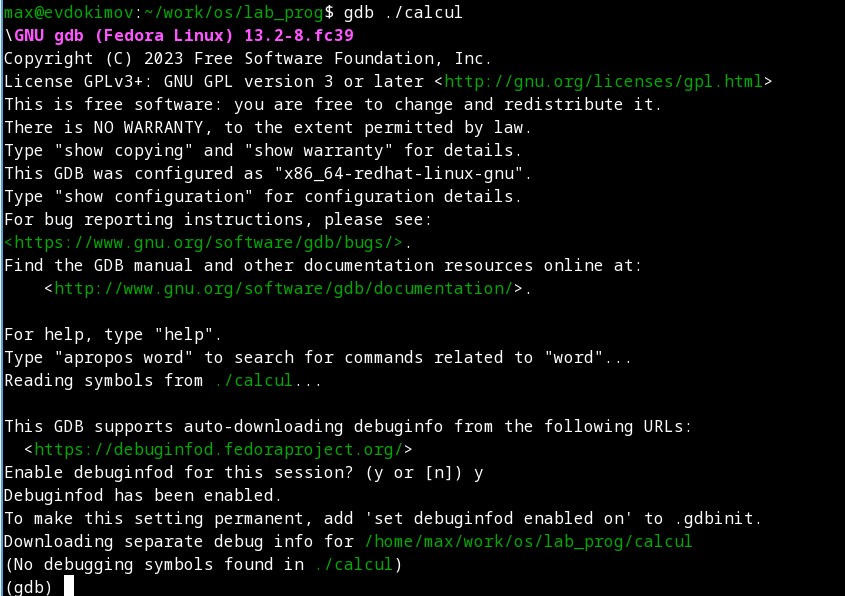 max@evdokimov:~/work/os/lab_prog$ gdb ./calcul
\GNU gdb (Fedora Linux) 13.2-8.fc39
Copyright (C) 2023 Free Software Foundation, Inc.
License GPLv3+: GNU GPL version 3 or later <http://gnu.org/licenses/gpl.html>
This is free software: you are free to change and redistribute it.
There is NO WARRANTY, to the extent permitted by law.
Type "show copying" and "show warranty" for details.
This GDB was configured as "x86_64-redhat-linux-gnu".
Type "show configuration" for configuration details.
For bug reporting instructions, please see:
<https://www.gnu.org/software/gdb/bugs/>.
Find the GDB manual and other documentation resources online at:
    <http://www.gnu.org/software/gdb/documentation/>.

For help, type "help".
Type "apropos word" to search for commands related to "word"...
Reading symbols from ./calcul...

This GDB supports auto-downloading debuginfo from the following URLs:
  <https://debuginfod.fedoraproject.org/>
Enable debuginfod for this session? (y or [n]) y
Debuginfod has been enabled.
To make this setting permanent, add 'set debuginfod enabled on' to .gdbinit.
Downloading separate debug info for /home/max/work/os/lab_prog/calcul
(No debugging symbols found in ./calcul)
(gdb)